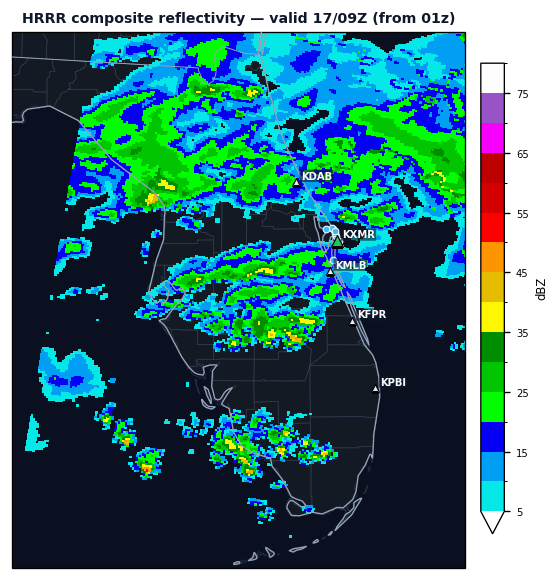 HRRR composite reflectivity — valid 17/09Z (from 01z)
KDAB
KXMR
KMLB
KFPR
KPBI
75
65
55
45
35
25
15
5
dBZ